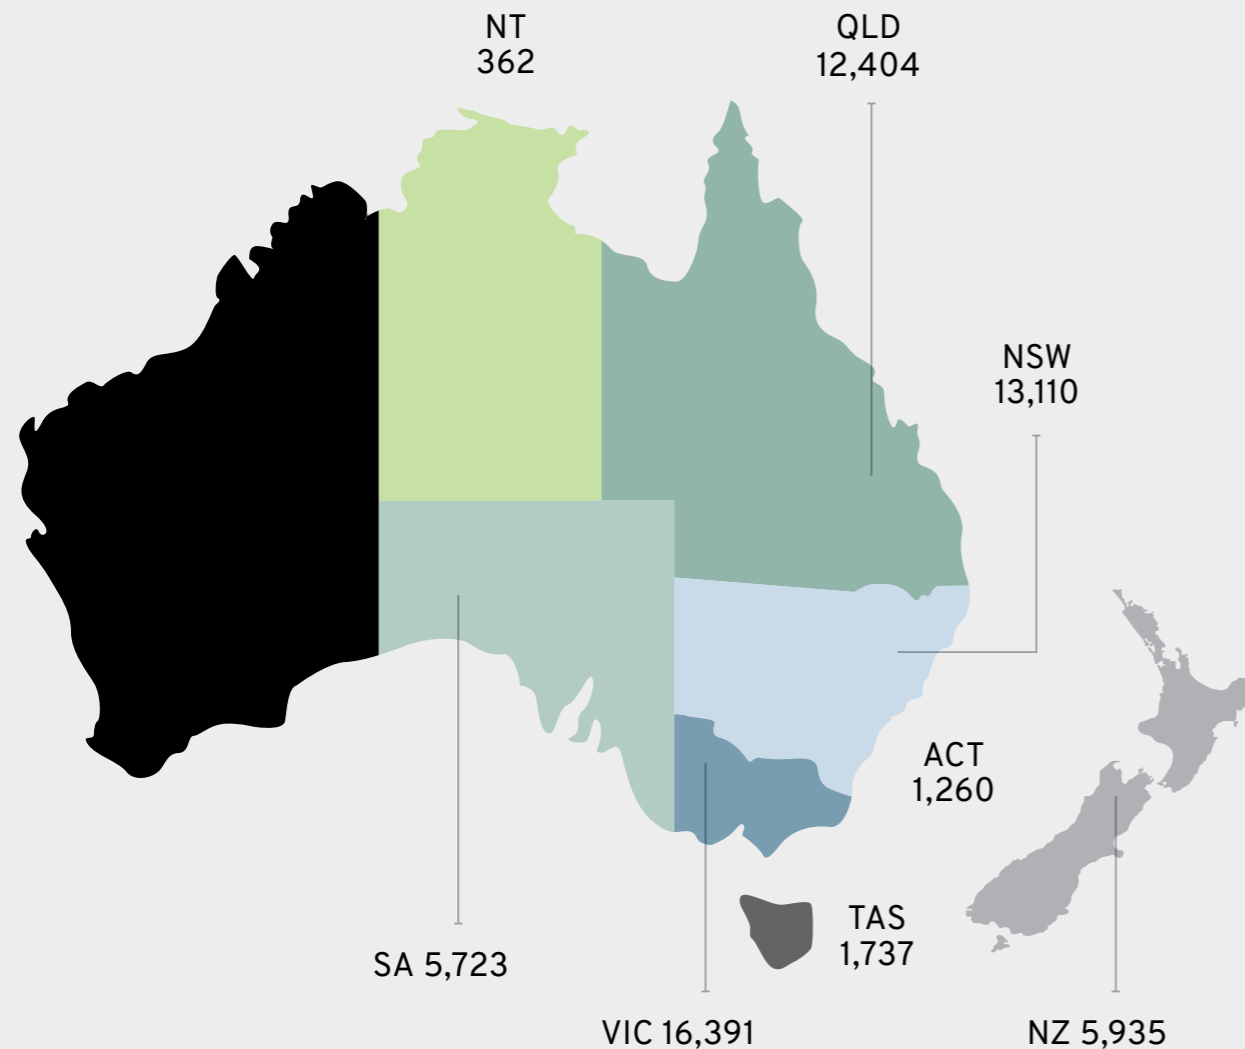 NT
362
QLD
12,404
NSW
13,110
ACT
1,260
TAS
1,737
SA 5,723
VIC 16,391
NZ 5,935